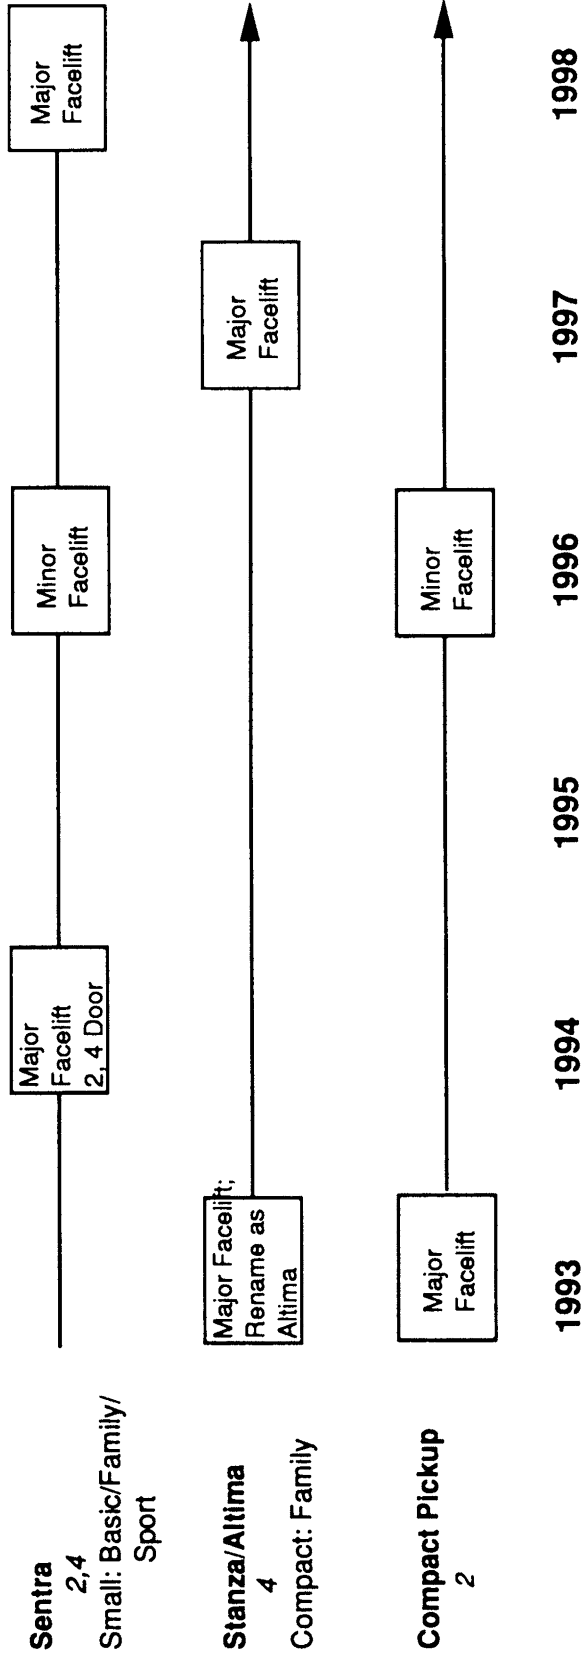 Sentra
2,4
Small: Basic/Family/
Sport
Major
Facelift
2, 4 Door
Minor
Facelift
Major
Facelift
Stanza/Altima
4
Compact: Family
Major Facelift;
Rename as
Altima
Major
Facelift
Compact Pickup
2
Major
Facelift
Minor
Facelift
1993
1994
1995
1996
1997
1998